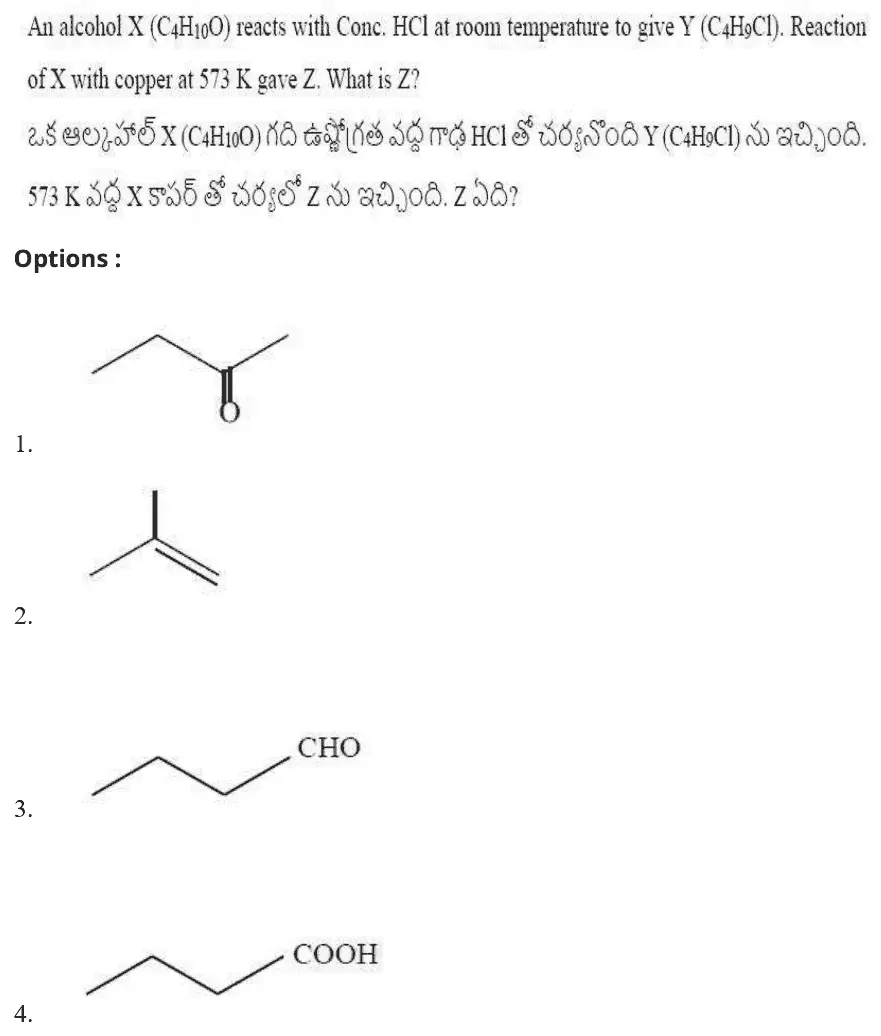 An alcohol X (C4H10O) reacts with Conc. HCl at room temperature to give Y (C4H9Cl). Reaction
of X with copper at 573 K gave Z. What is Z?
ఒక ఆల్కహాల్ X (C4H10O) గది ఉష్ణోగ్రత వద్ద గాఢ HCl తో చర్యనొంది Y (C4H9Cl) ను ఇచ్చింది.
573 K వద్ద X కాపర్ తో చర్యలో Z ను ఇచ్చింది. Z ఏది?
Options :
O
1.
2.
CHO
3.
COOH
4.